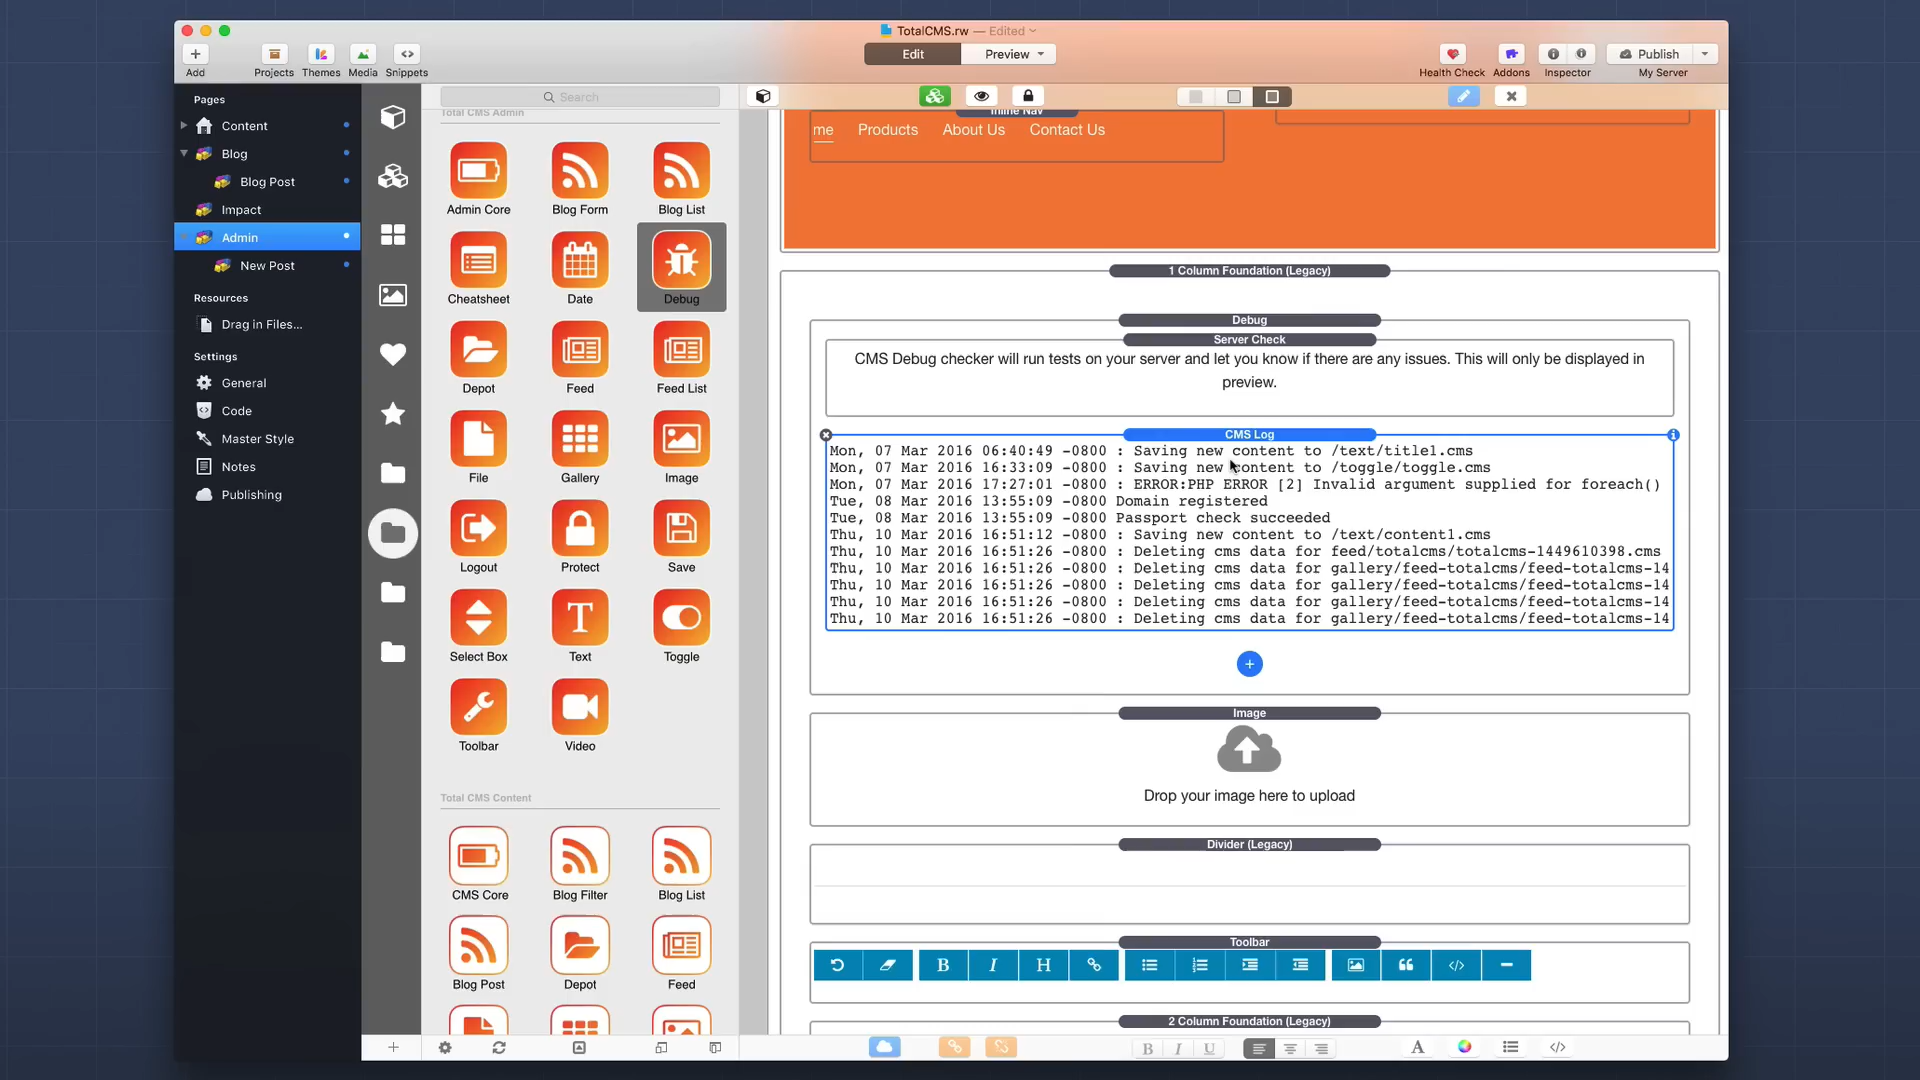 TotalCMS.rw — Edited
Edit
Preview
Add
Projects
Themes
Media
Snippets
Health Check
Addons
Inspector
Publish
My Server
Pages
Content
Blog
Blog Post
Impact
Admin
New Post
Resources
Drag in Files...
Settings
General
Code
Master Style
Notes
Publishing
Search
Total CMS Admin
Admin Core
Blog Form
Blog List
Cheatsheet
Date
Debug
Depot
Feed
Feed List
File
Gallery
Image
Logout
Protect
Save
Select Box
Text
Toggle
Toolbar
Video
Total CMS Content
CMS Core
Blog Filter
Blog List
Blog Post
Depot
Feed
Inline Nav
me Products About Us Contact Us
1 Column Foundation (Legacy)
Debug
Server Check
CMS Debug checker will run tests on your server and let you know if there are any issues. This will only be displayed in
preview.
CMS Log
Mon, 07 Mar 2016 06:40:49 -0800 : Saving new content to /text/title1.cms
Mon, 07 Mar 2016 16:33:09 -0800 : Saving new content to /toggle/toggle.cms
Mon, 07 Mar 2016 17:27:01 -0800 : ERROR:PHP ERROR [2] Invalid argument supplied for foreach()
Tue, 08 Mar 2016 13:55:09 -0800 Domain registered
Tue, 08 Mar 2016 13:55:09 -0800 Passport check succeeded
Thu, 10 Mar 2016 16:51:12 -0800 : Saving new content to /text/content1.cms
Thu, 10 Mar 2016 16:51:26 -0800 : Deleting cms data for feed/totalcms/totalcms-1449610398.cms
Thu, 10 Mar 2016 16:51:26 -0800 : Deleting cms data for gallery/feed-totalcms/feed-totalcms-14
Thu, 10 Mar 2016 16:51:26 -0800 : Deleting cms data for gallery/feed-totalcms/feed-totalcms-14
Thu, 10 Mar 2016 16:51:26 -0800 : Deleting cms data for gallery/feed-totalcms/feed-totalcms-14
Thu, 10 Mar 2016 16:51:26 -0800 : Deleting cms data for gallery/feed-totalcms/feed-totalcms-14
Image
Drop your image here to upload
Divider (Legacy)
Toolbar
B I H
2 Column Foundation (Legacy)
B I U
A